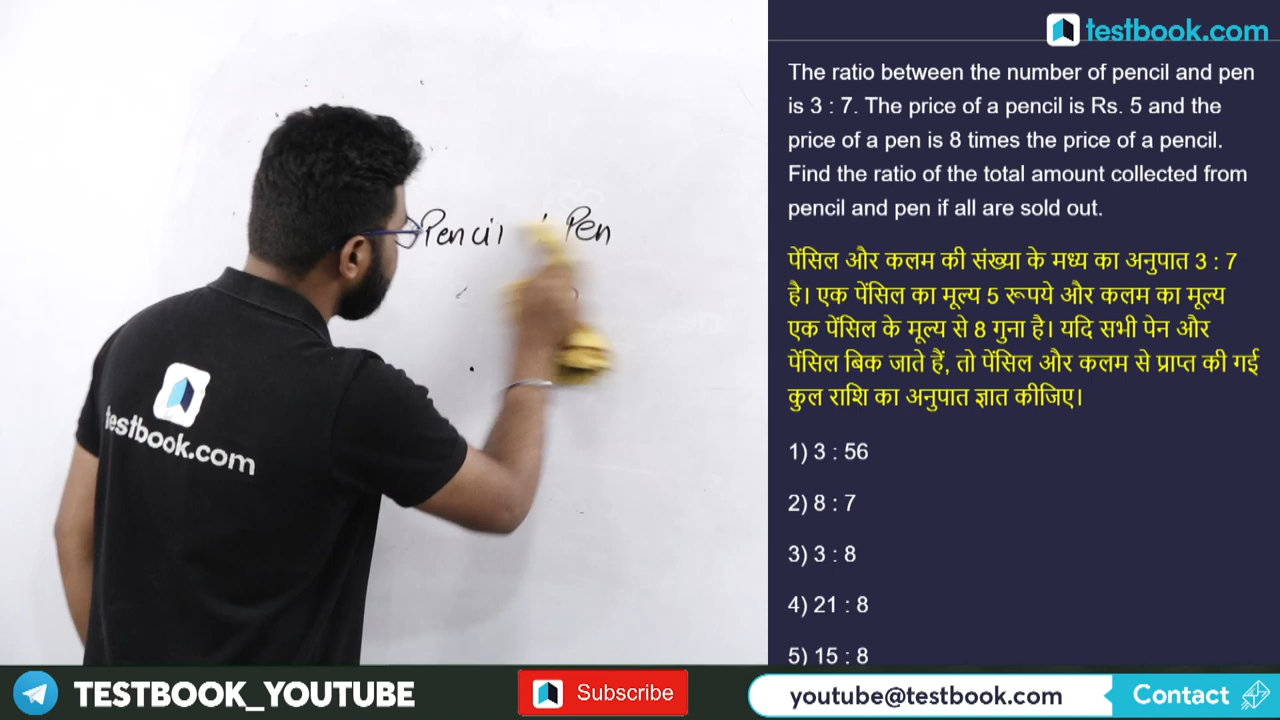 testbook.com
The ratio between the number of pencil and pen
is 3 : 7. The price of a pencil is Rs. 5 and the
price of a pen is 8 times the price of a pencil.
Find the ratio of the total amount collected from
pencil and pen if all are sold out.
पेंसिल और कलम की संख्या के मध्य का अनुपात 3 : 7
है। एक पेंसिल का मूल्य 5 रूपये और कलम का मूल्य
एक पेंसिल के मूल्य से 8 गुना है। यदि सभी पेन और
पेंसिल बिक जाते हैं, तो पेंसिल और कलम से प्राप्त की गई
कुल राशि का अनुपात ज्ञात कीजिए।
1) 3 : 56
2) 8 : 7
3) 3 : 8
4) 21 : 8
5) 15 : 8
Pencil Pen
testbook.com
TESTBOOK_YOUTUBE
Subscribe
youtube@testbook.com
Contact